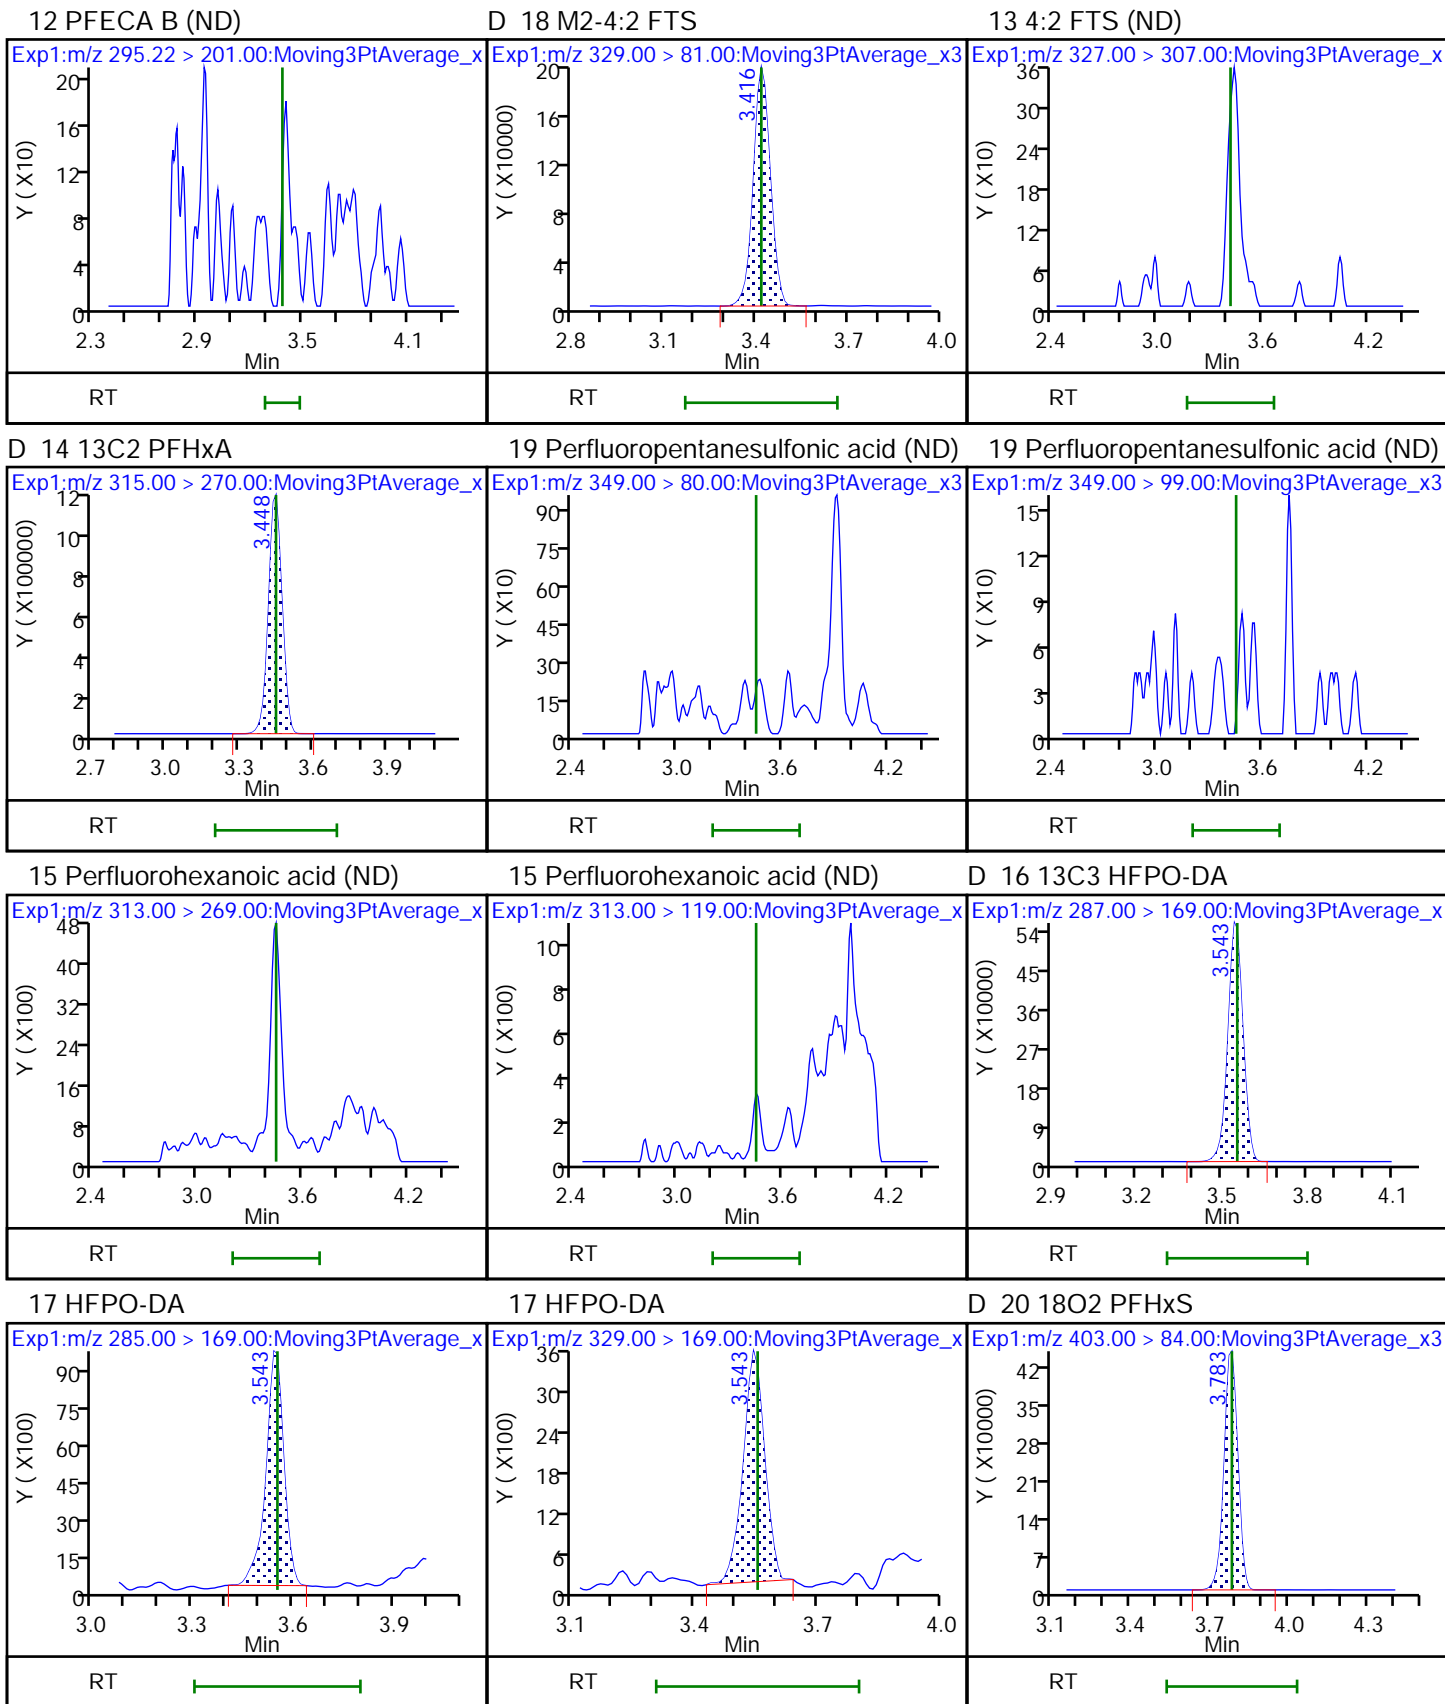 12 PFECA B (ND)
Exp1:m/z 295.22 > 201.00:Moving3PtAverage_x
Y ( X10)
20
16
12
8
4
0
2.3 2.9 3.5 4.1
Min
RT
D 18 M2-4:2 FTS
Exp1:m/z 329.00 > 81.00:Moving3PtAverage_x3
Y ( X10000)
3.416
20
16
12
8
4
0
2.8 3.1 3.4 3.7 4.0
Min
RT
13 4:2 FTS (ND)
Exp1:m/z 327.00 > 307.00:Moving3PtAverage_x
Y ( X10)
36
30
24
18
12
6
0
2.4 3.0 3.6 4.2
Min
RT
D 14 13C2 PFHxA
Exp1:m/z 315.00 > 270.00:Moving3PtAverage_x
Y ( X100000)
3.448
12
10
8
6
4
2
0
2.7 3.0 3.3 3.6 3.9
Min
RT
19 Perfluoropentanesulfonic acid (ND)
Exp1:m/z 349.00 > 80.00:Moving3PtAverage_x3
Y ( X10)
90
75
60
45
30
15
0
2.4 3.0 3.6 4.2
Min
RT
19 Perfluoropentanesulfonic acid (ND)
Exp1:m/z 349.00 > 99.00:Moving3PtAverage_x3
Y ( X10)
15
12
9
6
3
0
2.4 3.0 3.6 4.2
Min
RT
15 Perfluorohexanoic acid (ND)
Exp1:m/z 313.00 > 269.00:Moving3PtAverage_x
Y ( X100)
48
40
32
24
16
8
0
2.4 3.0 3.6 4.2
Min
RT
15 Perfluorohexanoic acid (ND)
Exp1:m/z 313.00 > 119.00:Moving3PtAverage_x
Y ( X100)
10
8
6
4
2
0
2.4 3.0 3.6 4.2
Min
RT
D 16 13C3 HFPO-DA
Exp1:m/z 287.00 > 169.00:Moving3PtAverage_x
Y ( X10000)
3.543
54
45
36
27
18
9
0
2.9 3.2 3.5 3.8 4.1
Min
RT
17 HFPO-DA
Exp1:m/z 285.00 > 169.00:Moving3PtAverage_x
Y ( X100)
3.543
90
75
60
45
30
15
0
3.0 3.3 3.6 3.9
Min
RT
17 HFPO-DA
Exp1:m/z 329.00 > 169.00:Moving3PtAverage_x
Y ( X100)
3.543
36
30
24
18
12
6
0
3.1 3.4 3.7 4.0
Min
RT
D 20 18O2 PFHxS
Exp1:m/z 403.00 > 84.00:Moving3PtAverage_x3
Y ( X10000)
3.783
42
35
28
21
14
7
0
3.1 3.4 3.7 4.0 4.3
Min
RT